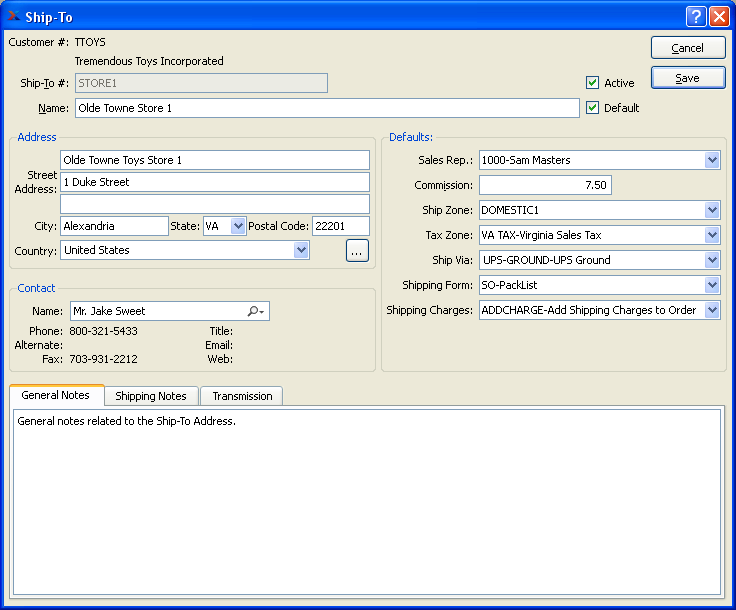 Ship-To
Customer #: TTOYS
Cancel
Tremendous Toys Incorporated
Ship-To #: STORE1
Active
Save
Name: Olde Towne Store 1
Default
Address
Olde Towne Toys Store 1
Street Address: 1 Duke Street
City: Alexandria State: VA Postal Code: 22201
Country: United States ...
Contact
Name: Mr. Jake Sweet
Phone: 800-321-5433 Title:
Alternate: Email:
Fax: 703-931-2212 Web:
Defaults:
Sales Rep.: 1000-Sam Masters
Commission: 7.50
Ship Zone: DOMESTIC1
Tax Zone: VA TAX-Virginia Sales Tax
Ship Via: UPS-GROUND-UPS Ground
Shipping Form: SO-PackList
Shipping Charges: ADDCHARGE-Add Shipping Charges to Order
General Notes Shipping Notes Transmission
General notes related to the Ship-To Address.